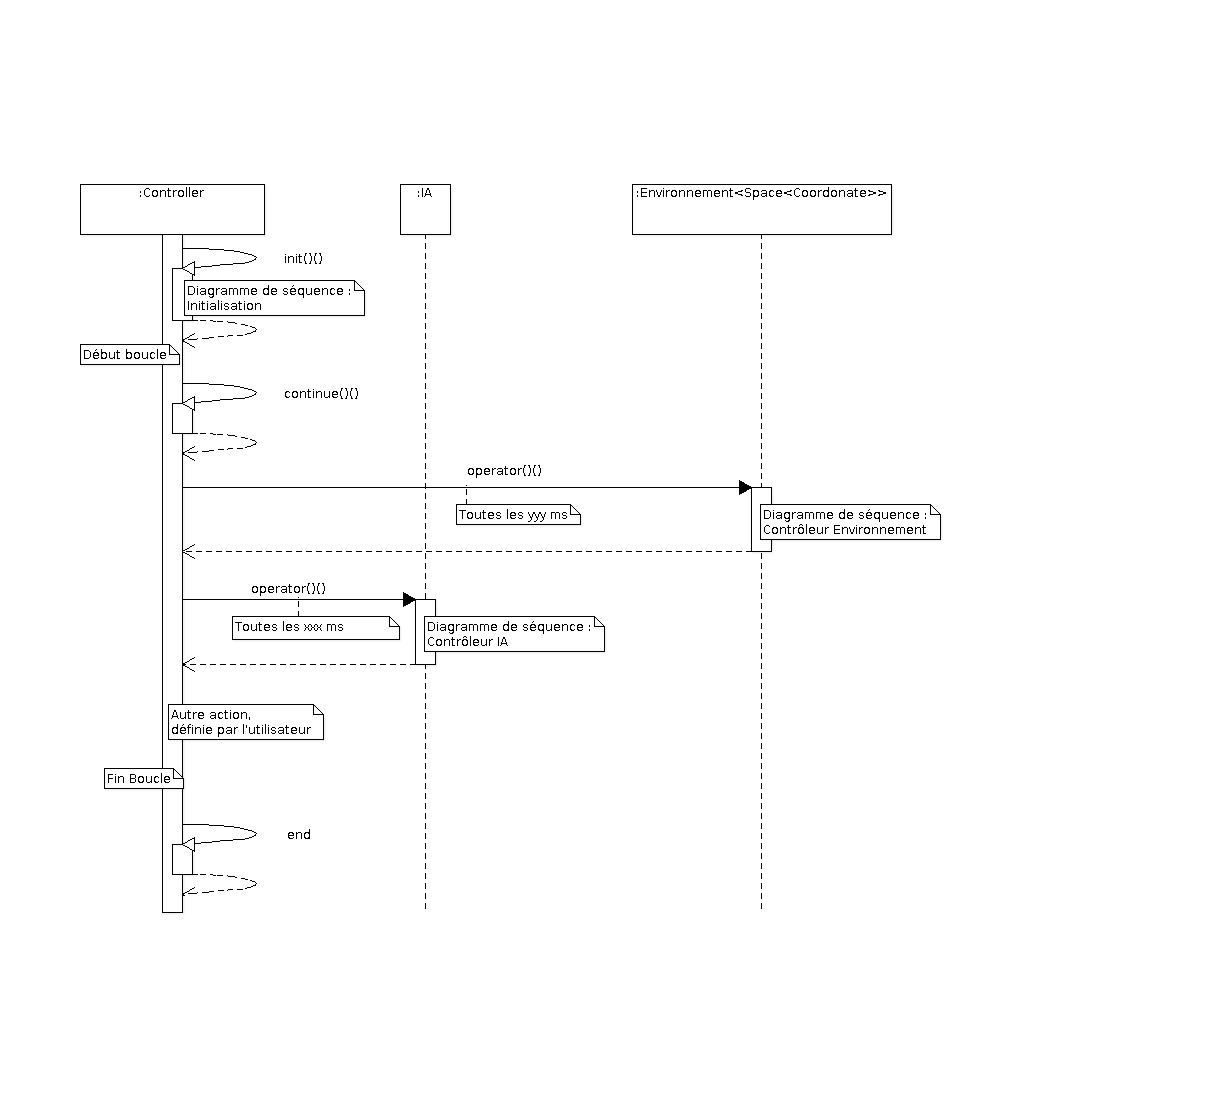 :Controller
:IA
:Environnement<Space<Coordonate>>
init()()
Diagramme de séquence :
Initialisation
Début boucle
continue()()
operator()()
Toutes les yyy ms
Diagramme de séquence :
Contrôleur Environnement
operator()()
Toutes les xxx ms
Diagramme de séquence :
Contrôleur IA
Autre action,
définie par l'utilisateur
Fin Boucle
end